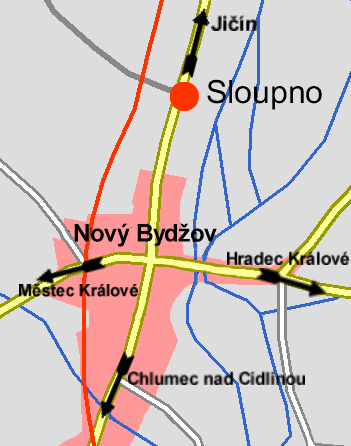 Jičín
Sloupno
Nový Bydžov
Hradec Králové
Městec Králové
Chlumec nad Cidlinou